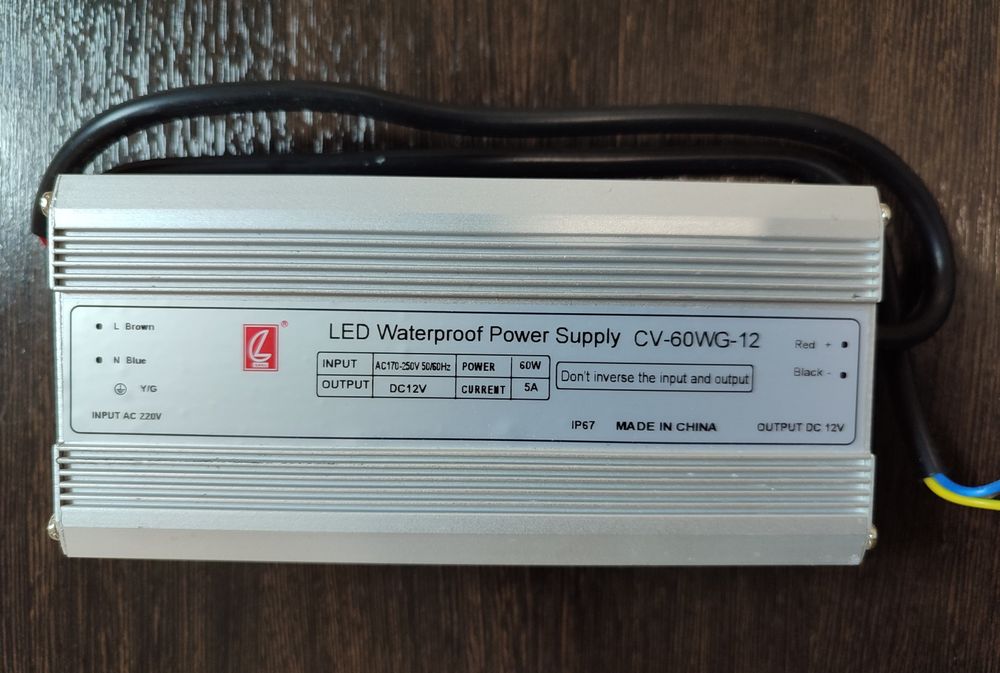 L Brown
N Blue
Y/G
INPUT AC 220V
®
LED Waterproof Power Supply CV-60WG-12
INPUT AC170-250V 50/60Hz POWER 60W
OUTPUT DC12V CURRENT 5A
Don't inverse the input and output
IP67 MADE IN CHINA
Red +
Black -
OUTPUT DC 12V